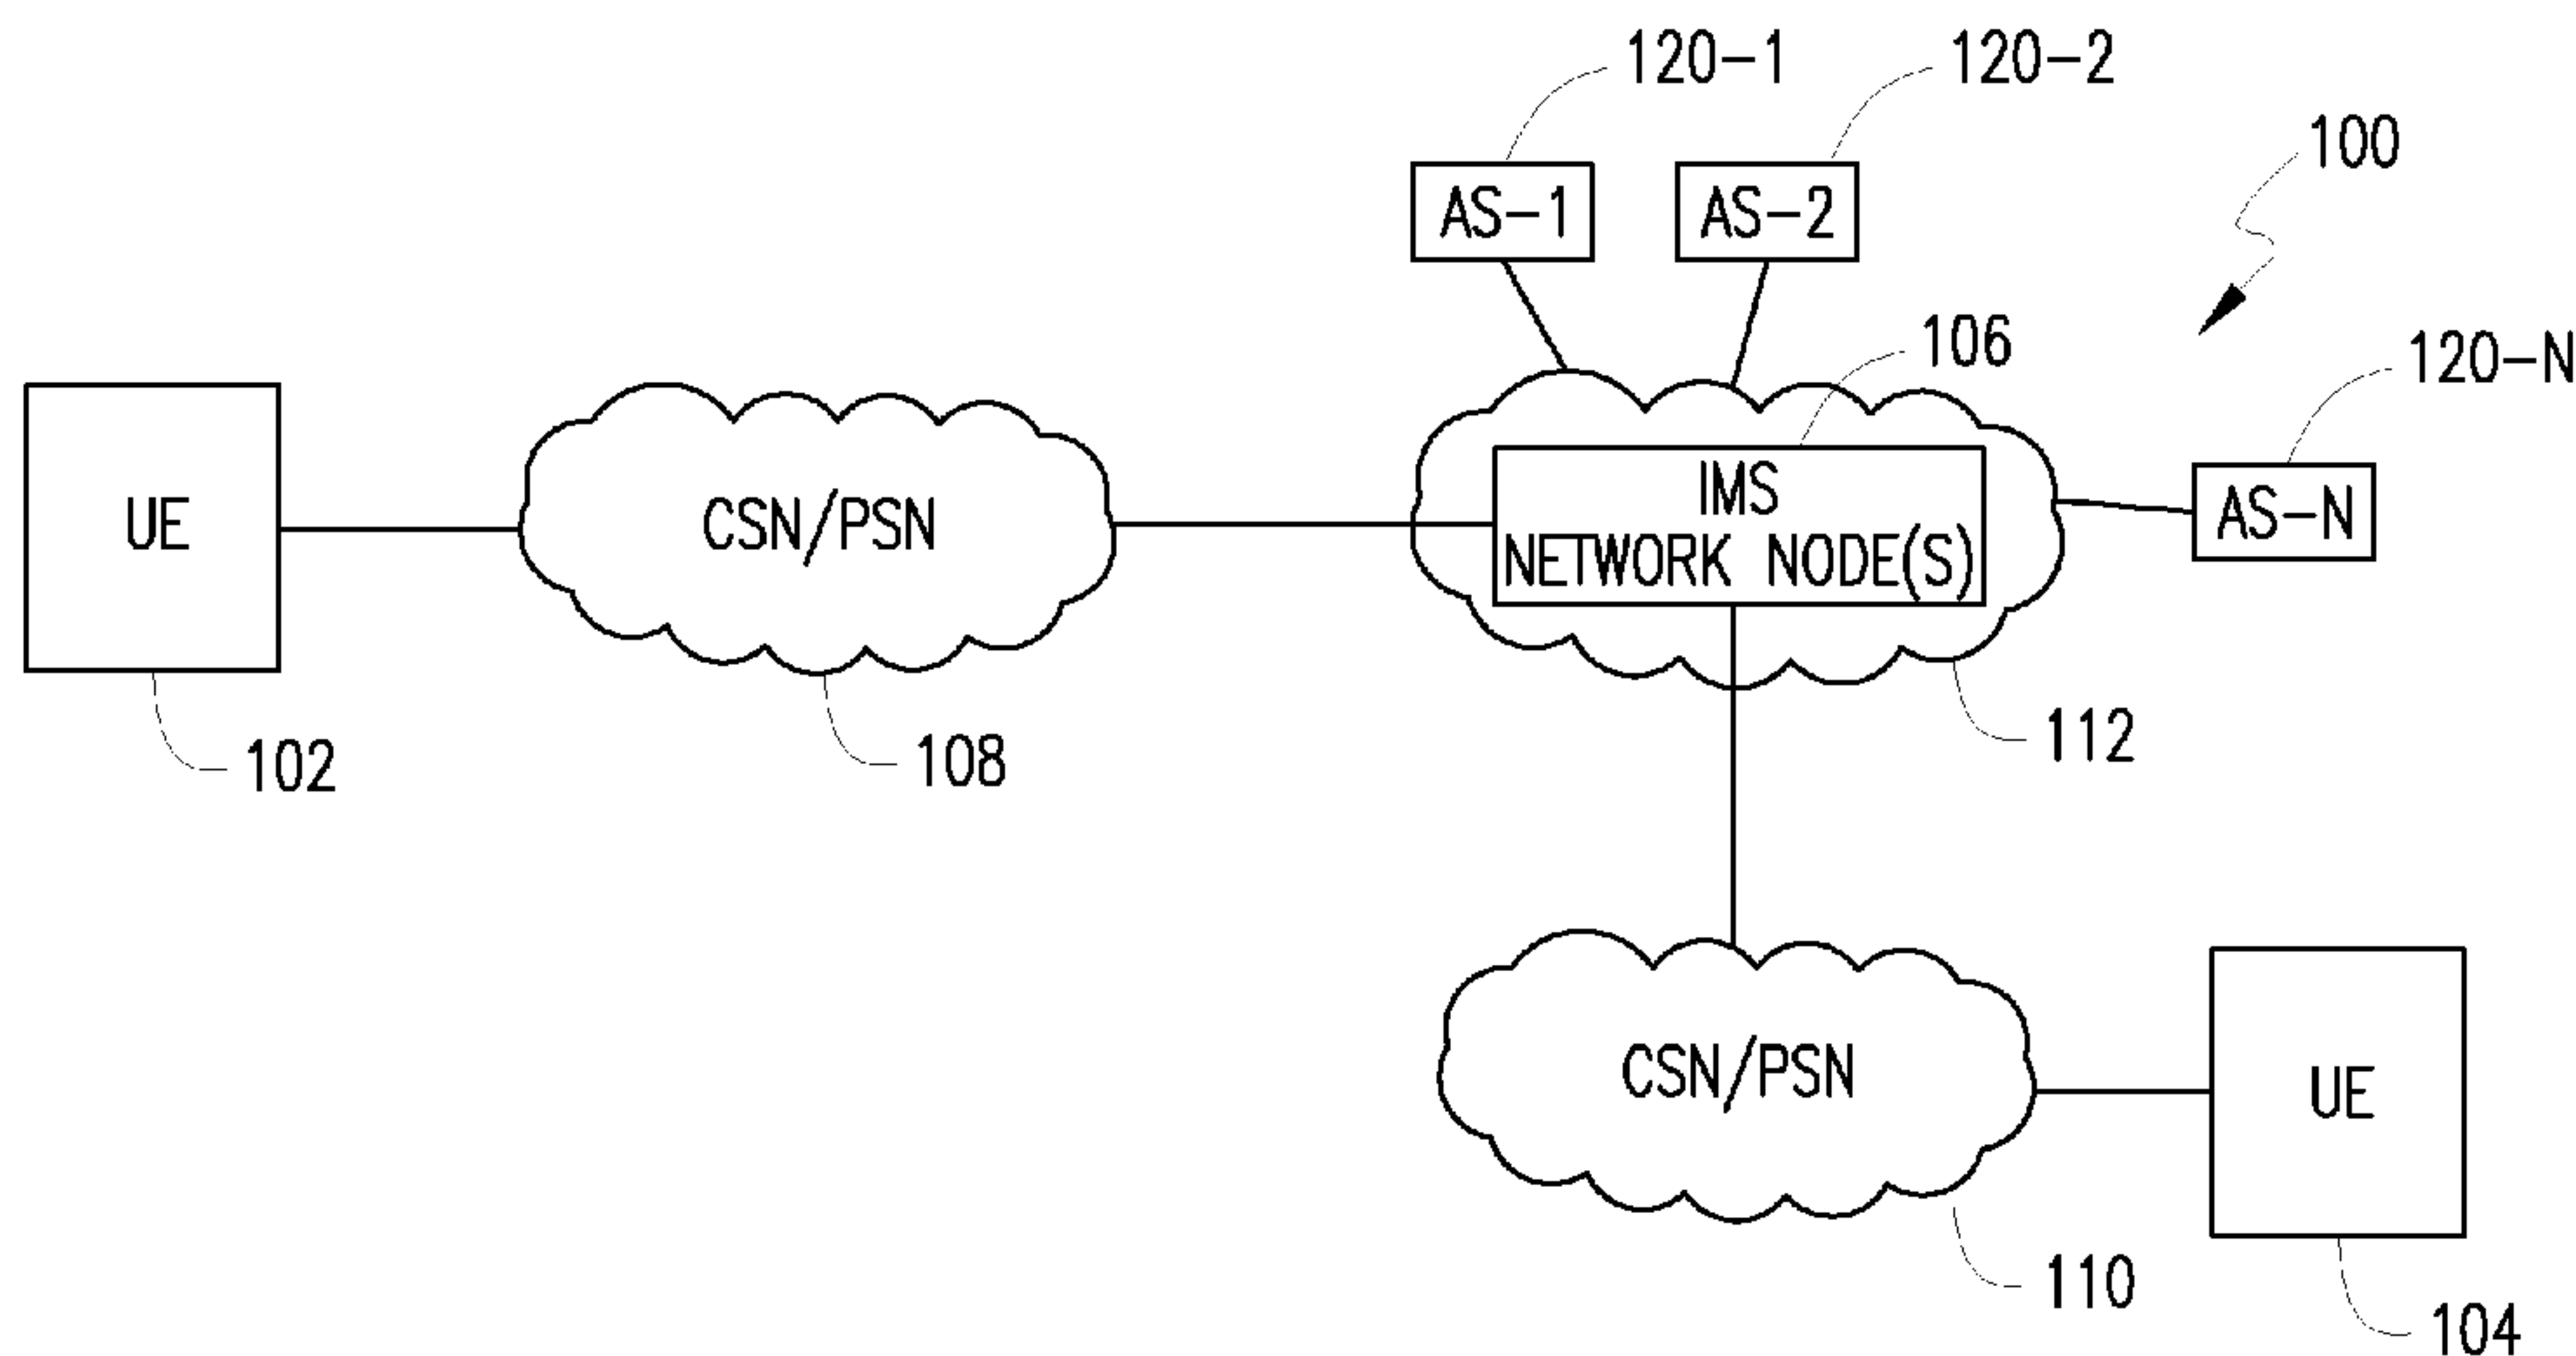 120-1
120-2
100
AS-1
AS-2
106
120-N
UE
CSN/PSN
IMS
NETWORK NODE(S)
AS-N
102
108
112
CSN/PSN
UE
110
104